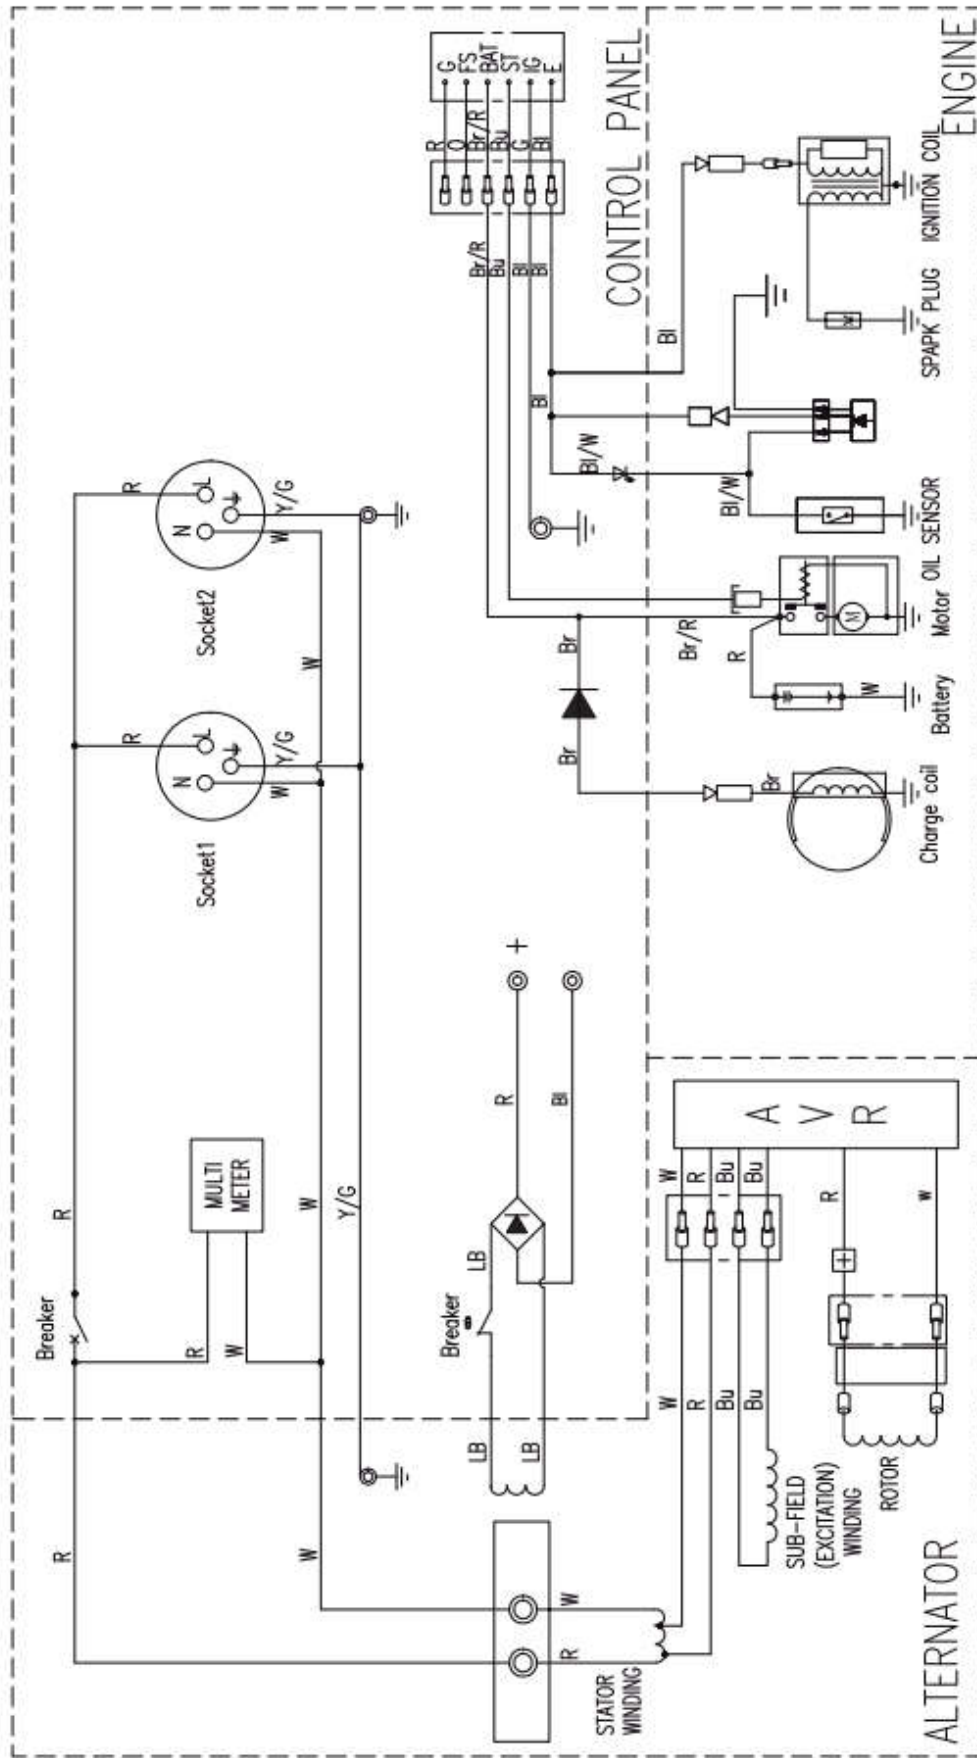 R
Breaker
R
R
R
R
W
MULTI
METER
Socket1
N
L
W
Y/G
Socket2
N
L
W
Y/G
W
W
W
Y/G
LB
LB
Breaker
LB
R
Bl
+
G
FS
BAT
ST
IG
E
R
O
Br/R
Bu
G
Bl
Br/R
Bu
Bl
Bl
Bl
CONTROL PANEL
Br
Br
Bl/W
Bl
Br/R
R
W
Br
Bl/W
M
Charge coil
Battery
Motor
OIL SENSOR
SPAPK PLUG
IGNITION COIL
ENGINE
STATOR
WINDING
R
W
W
R
Bu
Bu
W
R
Bu
Bu
AVR
R
w
+
SUB-FIELD
(EXCITATION)
WINDING
ROTOR
ALTERNATOR